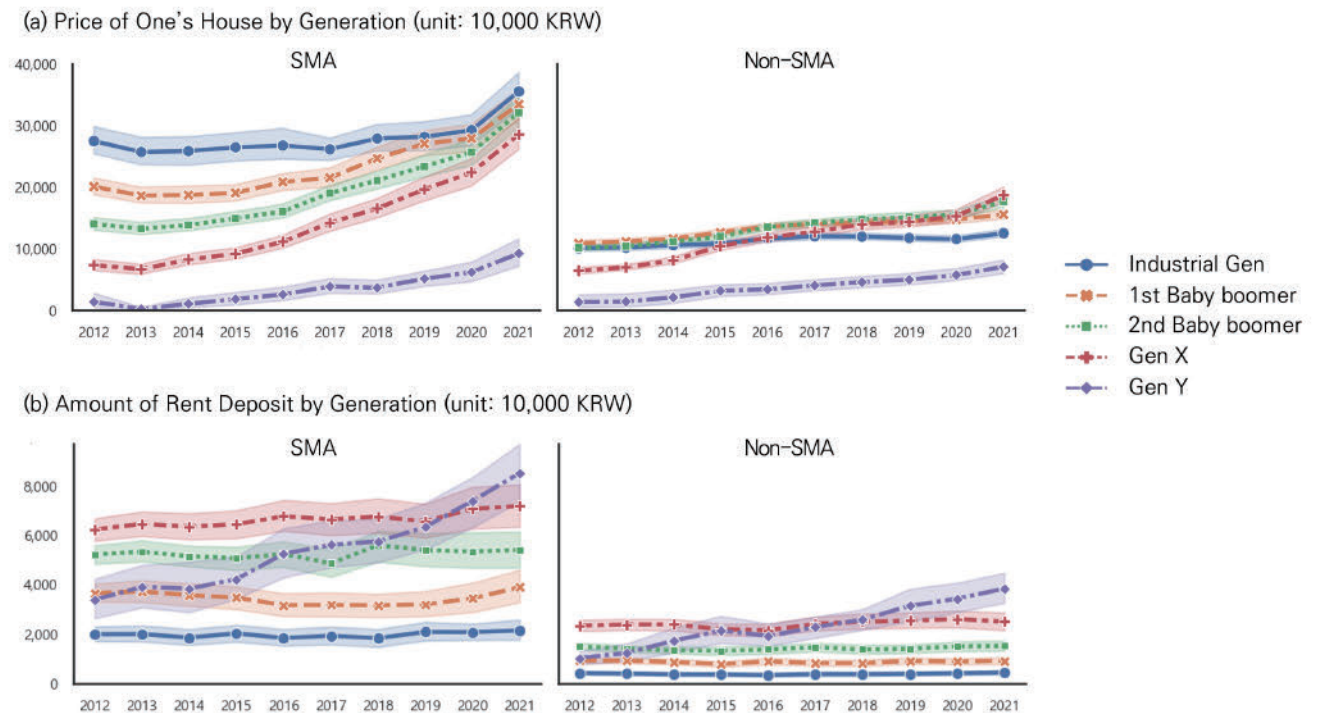 (a) Price of One's House by Generation (unit: 10,000 KRW)
SMA
Non-SMA
40,000
30,000
20,000
10,000
0
2012 2013 2014 2015 2016 2017 2018 2019 2020 2021
2012 2013 2014 2015 2016 2017 2018 2019 2020 2021
Industrial Gen
1st Baby boomer
2nd Baby boomer
Gen X
Gen Y
(b) Amount of Rent Deposit by Generation (unit: 10,000 KRW)
SMA
Non-SMA
8,000
6,000
4,000
2,000
0
2012 2013 2014 2015 2016 2017 2018 2019 2020 2021
2012 2013 2014 2015 2016 2017 2018 2019 2020 2021